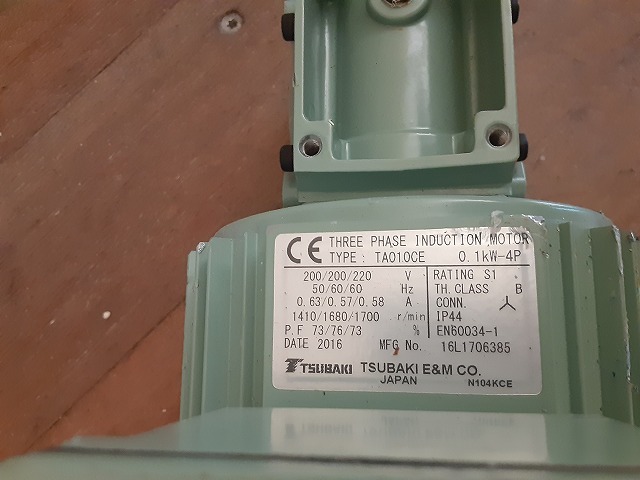 CE THREE PHASE INDUCTION MOTOR
TYPE : TA010CE 0.1kW-4P
200/200/220 V RATING S1
50/60/60 Hz TH.CLASS B
0.63/0.57/0.58 A CONN.
1410/1680/1700 r/min IP44
P.F 73/76/73 % EN60034-1
DATE 2016 MFG No. 16L1706385
TSUBAKI TSUBAKI E&M CO.
JAPAN N104KCE